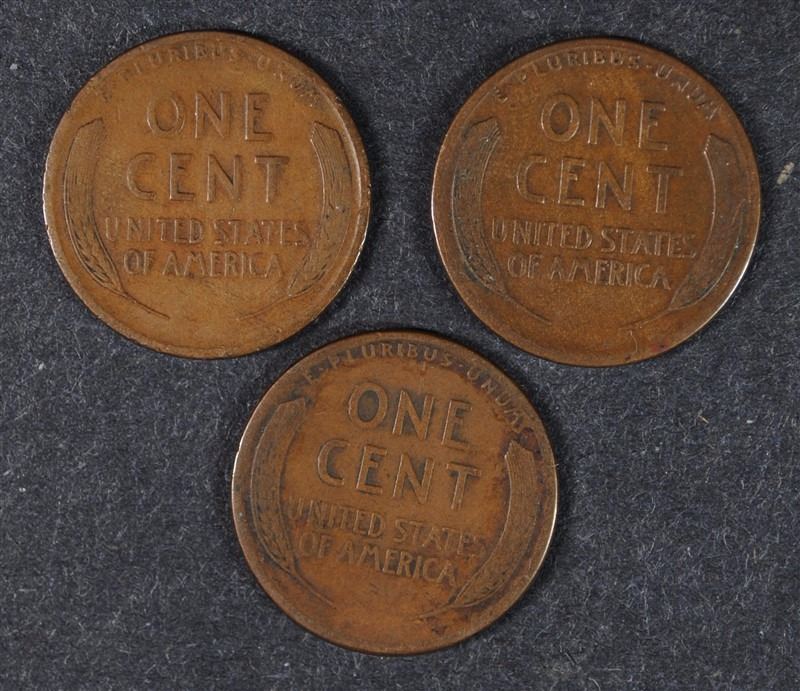 E·PLURIBUS·UNUM
ONE
CENT
UNITED STATES
OF AMERICA
E·PLURIBUS·UNUM
ONE
CENT
UNITED STATES
OF AMERICA
E·PLURIBUS·UNUM
ONE
CENT
UNITED STATES
OF AMERICA